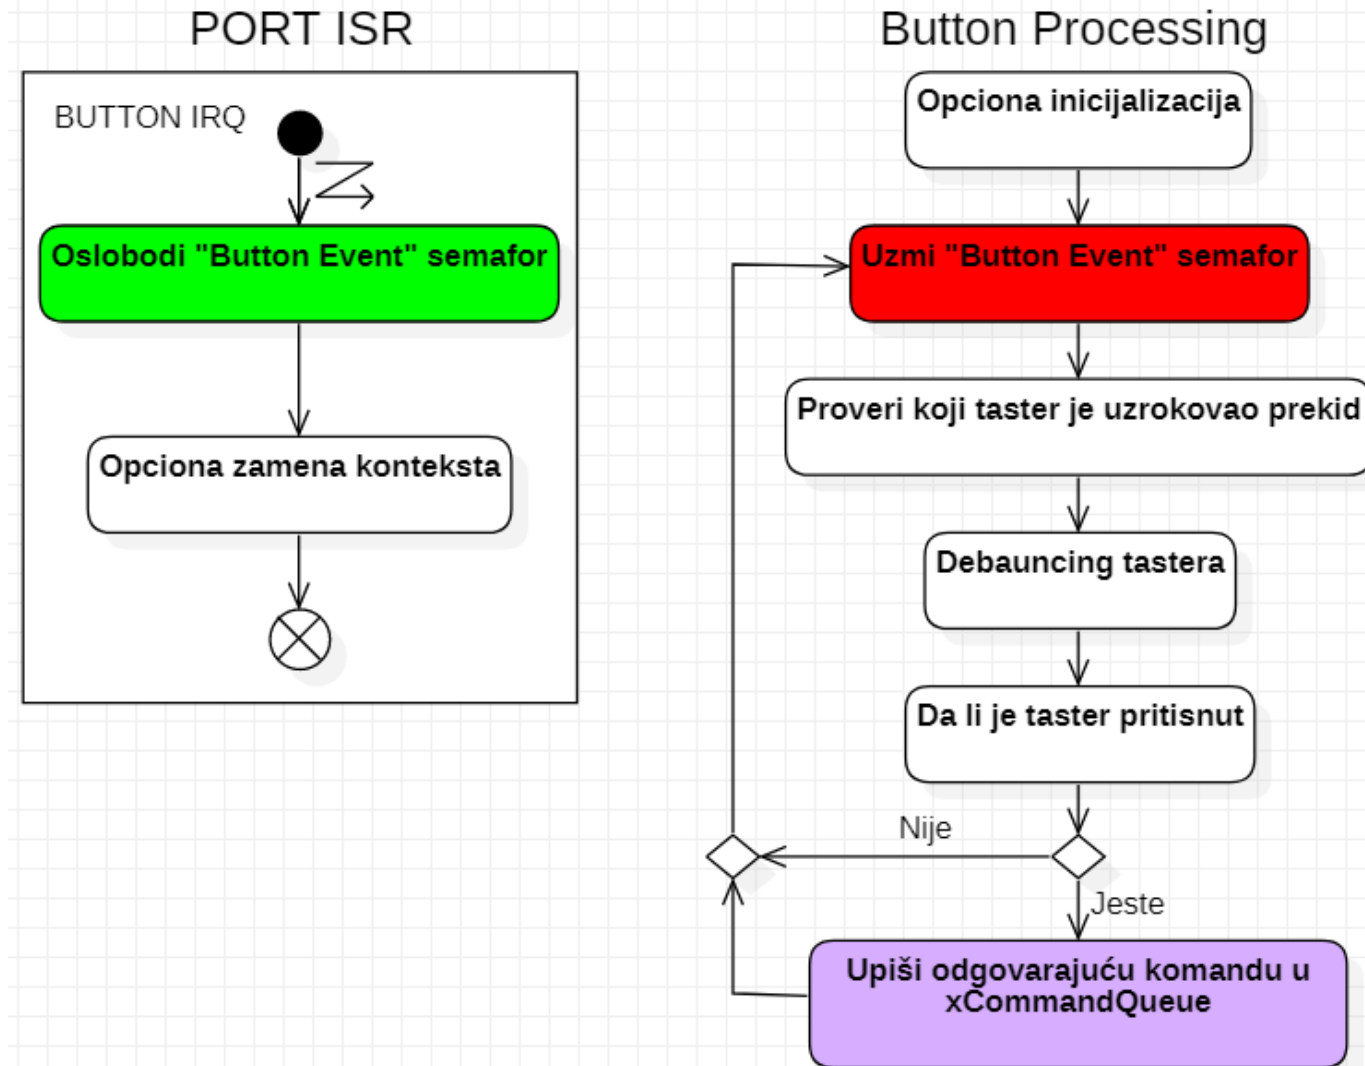 PORT ISR
BUTTON IRQ
Oslobodi "Button Event" semafor
Opciona zamena konteksta
Button Processing
Opciona inicijalizacija
Uzmi "Button Event" semafor
Proveri koji taster je uzrokovao prekid
Debauncing tastera
Da li je taster pritisnut
Nije
Jeste
Upiši odgovarajuću komandu u
xCommandQueue